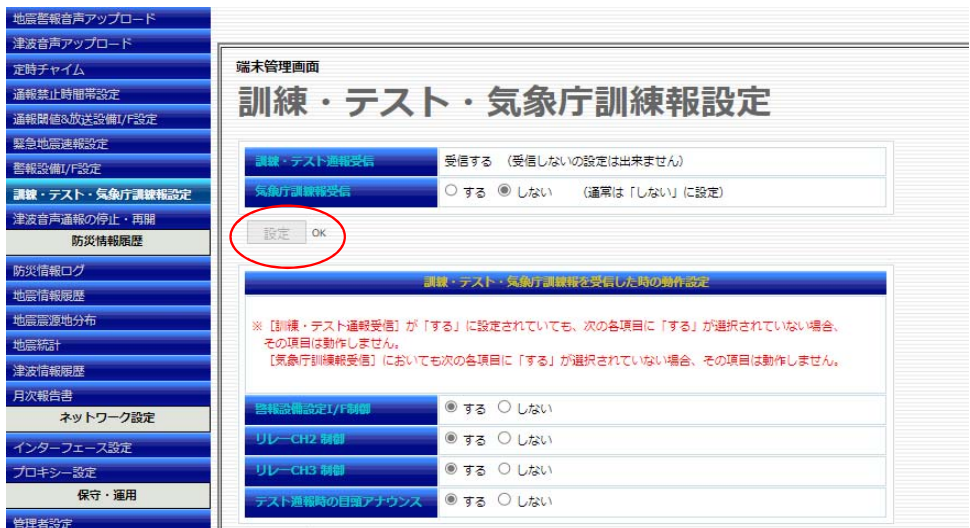 地震警報音声アップロード
津波音声アップロード
定時チャイム
通報禁止時間帯設定
通報閾値&放送設備I/F設定
緊急地震速報設定
警報設備I/F設定
訓練・テスト・気象庁訓練報設定
津波音声通報の停止・再開
防災情報履歴
防災情報ログ
地震情報履歴
地震震源地分布
地震統計
津波情報履歴
月次報告書
ネットワーク設定
インターフェース設定
プロキシー設定
保守・運用
管理者設定
端末管理画面
訓練・テスト・気象庁訓練報設定
訓練・テスト通報受信 受信する (受信しないの設定は出来ません)
気象庁訓練報受信 する しない (通常は「しない」に設定)
設定 OK
訓練・テスト・気象庁訓練報を受信した時の動作設定
※［訓練・テスト通報受信］が「する」に設定されていても、次の各項目に「する」が選択されていない場合、
その項目は動作しません。
［気象庁訓練報受信］においても次の各項目に「する」が選択されていない場合、その項目は動作しません。
警報設備設定I/F制御 する しない
リレーCH2 制御 する しない
リレーCH3 制御 する しない
テスト通報時の冒頭アナウンス する しない